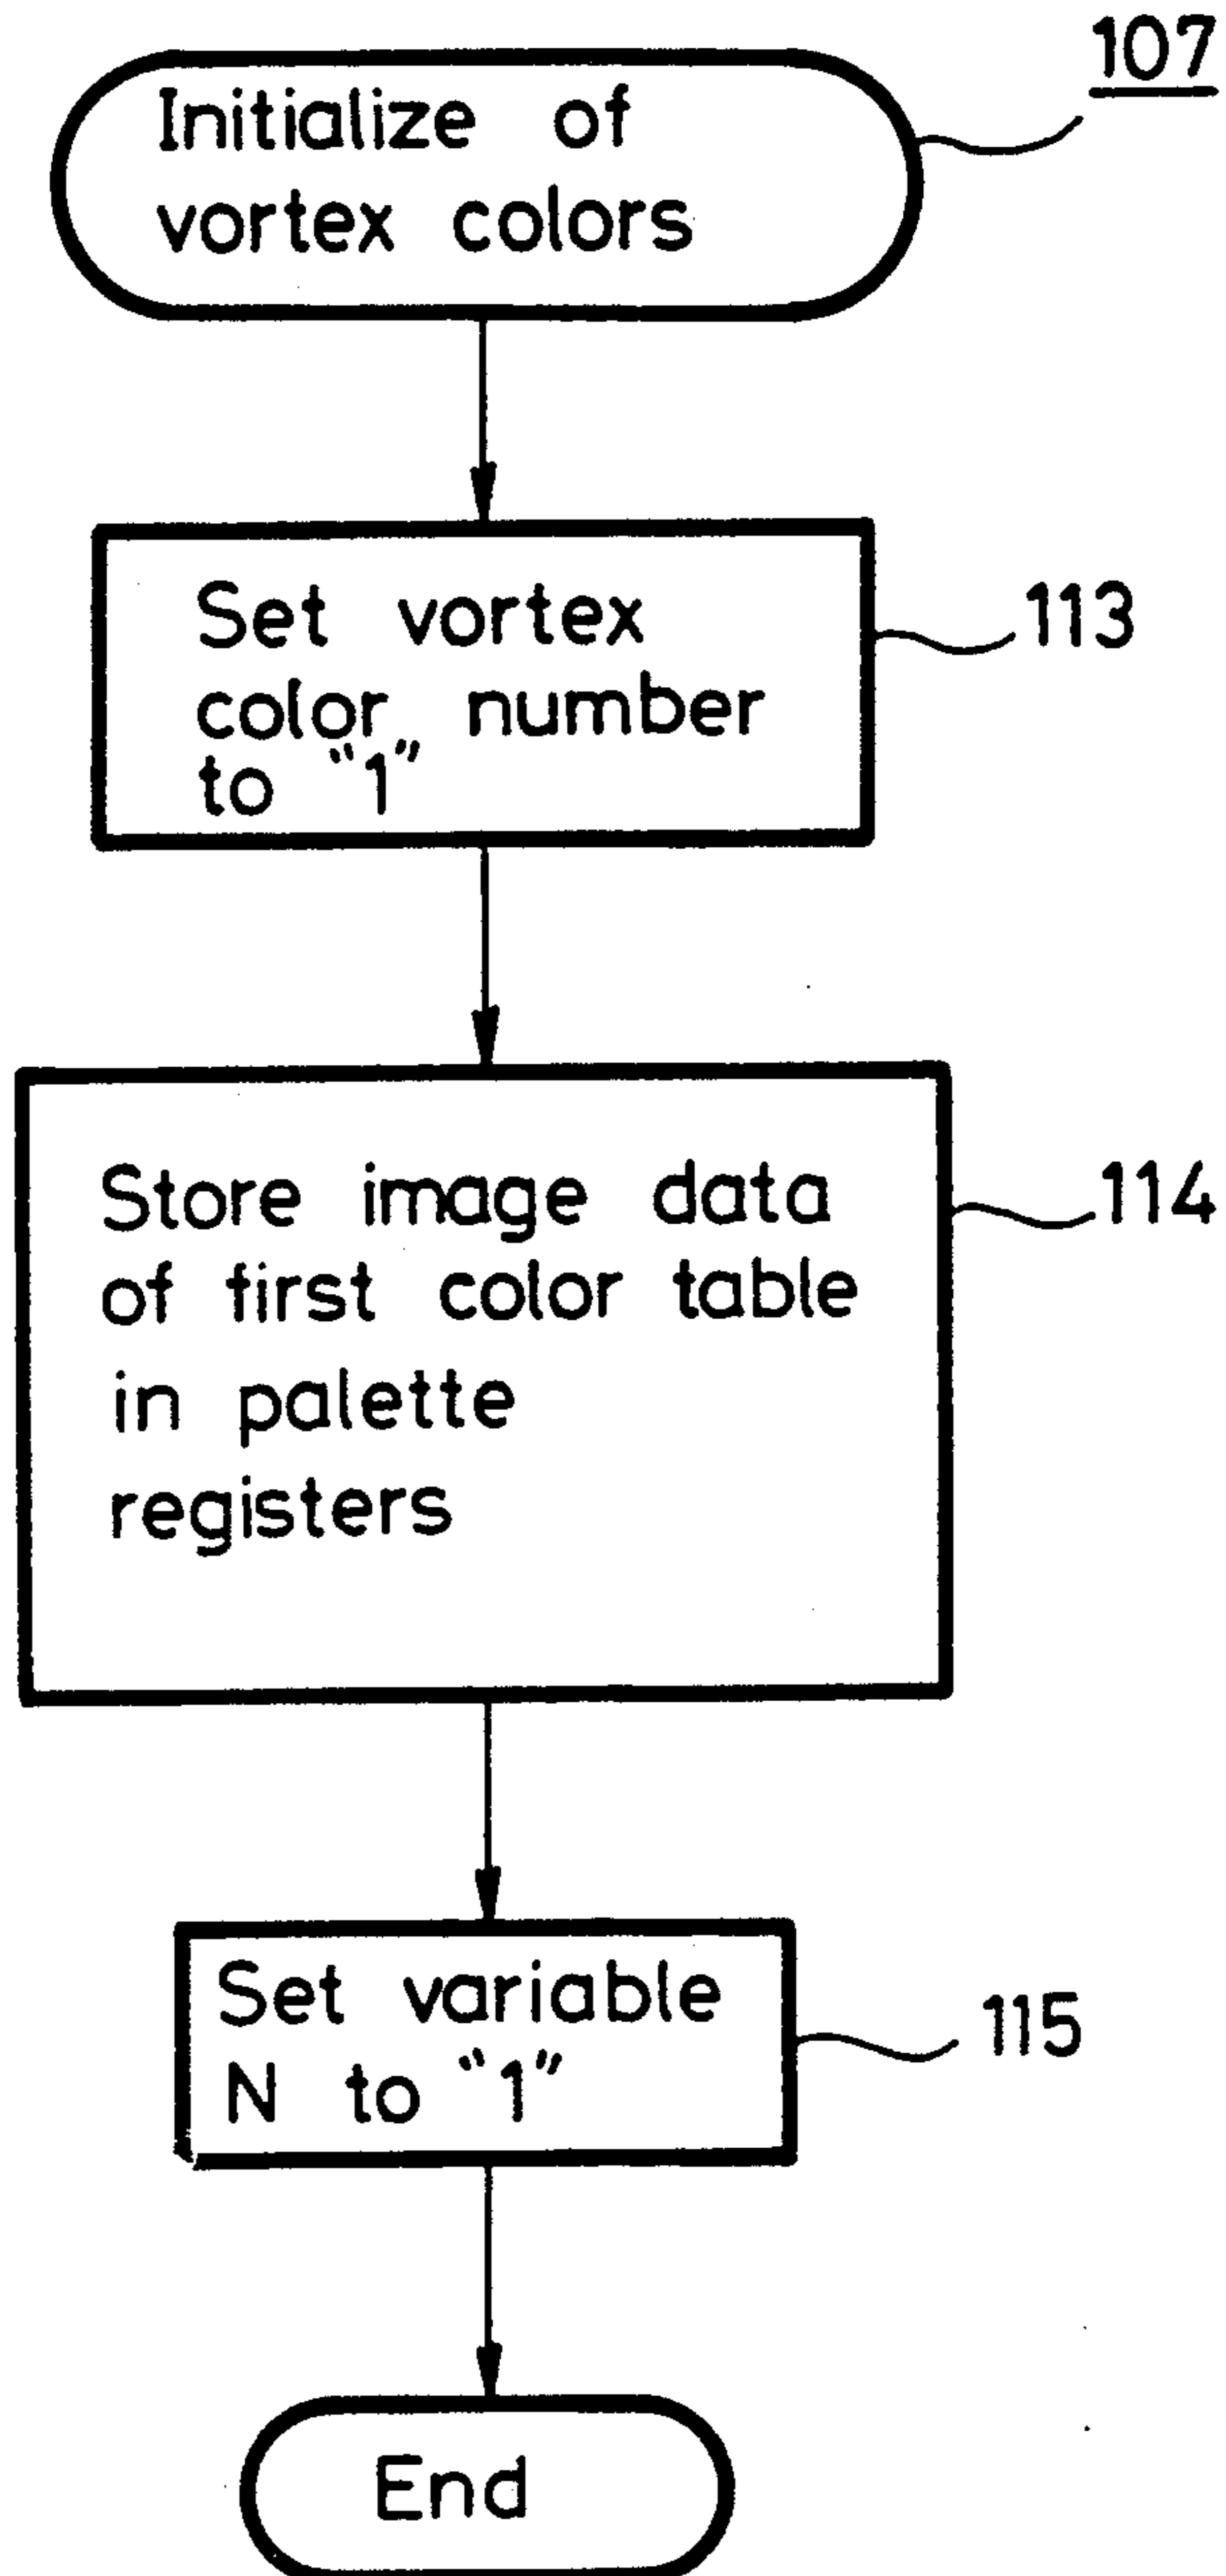 107
Initialize of
vortex colors
Set vortex
color number
to "1"
113
Store image data
of first color table
in palette
registers
114
Set variable
N to "1"
115
End